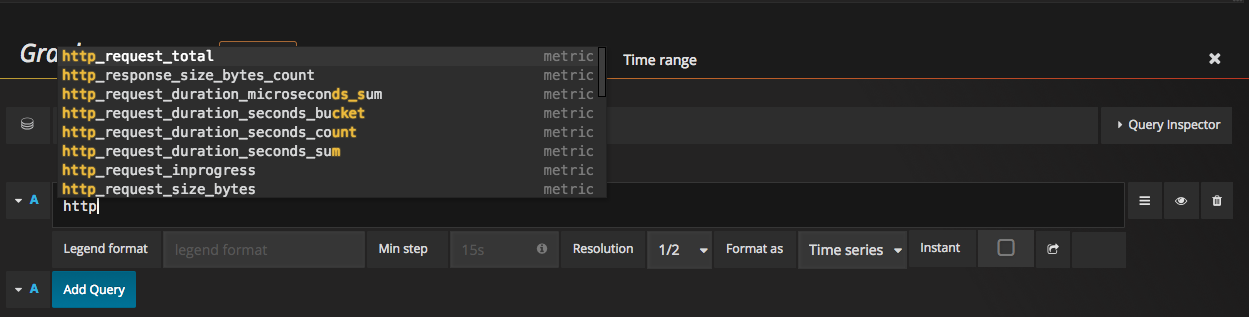 http_request_total metric
http_response_size_bytes_count metric
http_request_duration_microseconds_sum metric
http_request_duration_seconds_bucket metric
http_request_duration_seconds_count metric
http_request_duration_seconds_sum metric
http_request_inprogress metric
http_request_size_bytes metric
Time range
Query Inspector
A
http
Legend format legend format Min step 15s Resolution 1/2 Format as Time series Instant
A Add Query